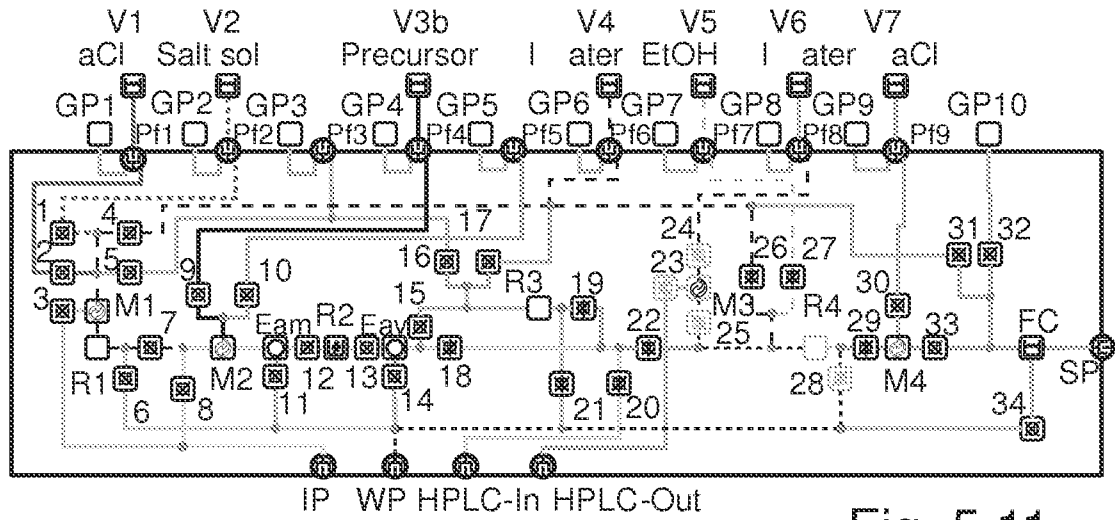 V1 V2 V3b V4 V5 V6 V7
aCl Salt sol Precursor I ater EtOH I ater aCl
GP1 GP2 GP3 GP4 GP5 GP6 GP7 GP8 GP9 GP10
Pf1 Pf2 Pf3 Pf4 Pf5 Pf6 Pf7 Pf8 Pf9
1 4 17 24 31 32
2 5 9 10 16 23 26 27
3 M1 15 R3 19 M3 R4 30
7 Eam R2 Eav 22 25 29 33 FC
R1 M2 12 13 18 28 M4 SP
6 8 11 14 21 20 34
IP WP HPLC-In HPLC-Out